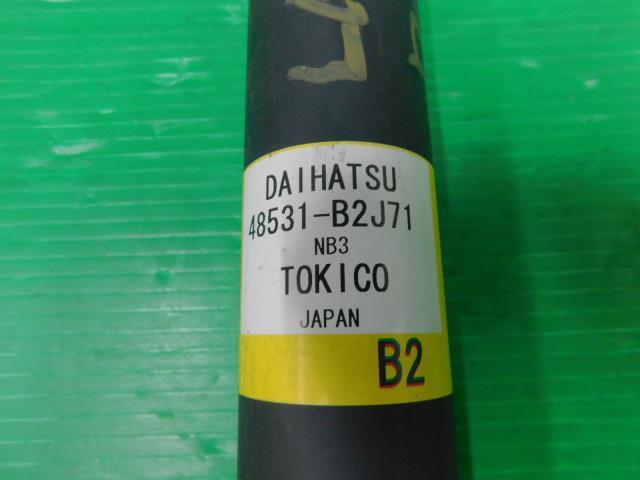 DAIHATSU
48531-B2J71
NB3
TOKICO
JAPAN
B2